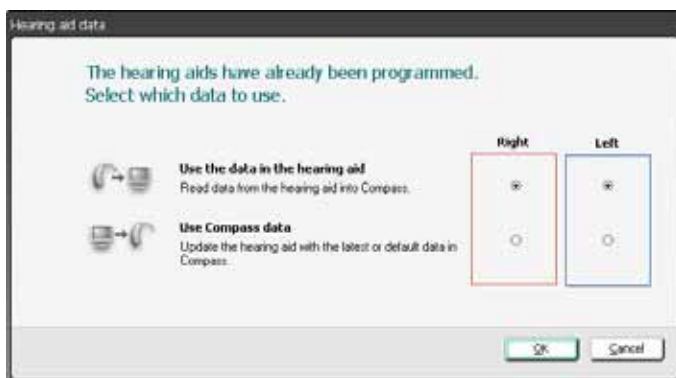 Hearing aid data
The hearing aids have already been programmed.
Select which data to use.
Right Left
Use the data in the hearing aid
Read data from the hearing aid into Compass.
Use Compass data
Update the hearing aid with the latest or default data in
Compass.
OK Cancel